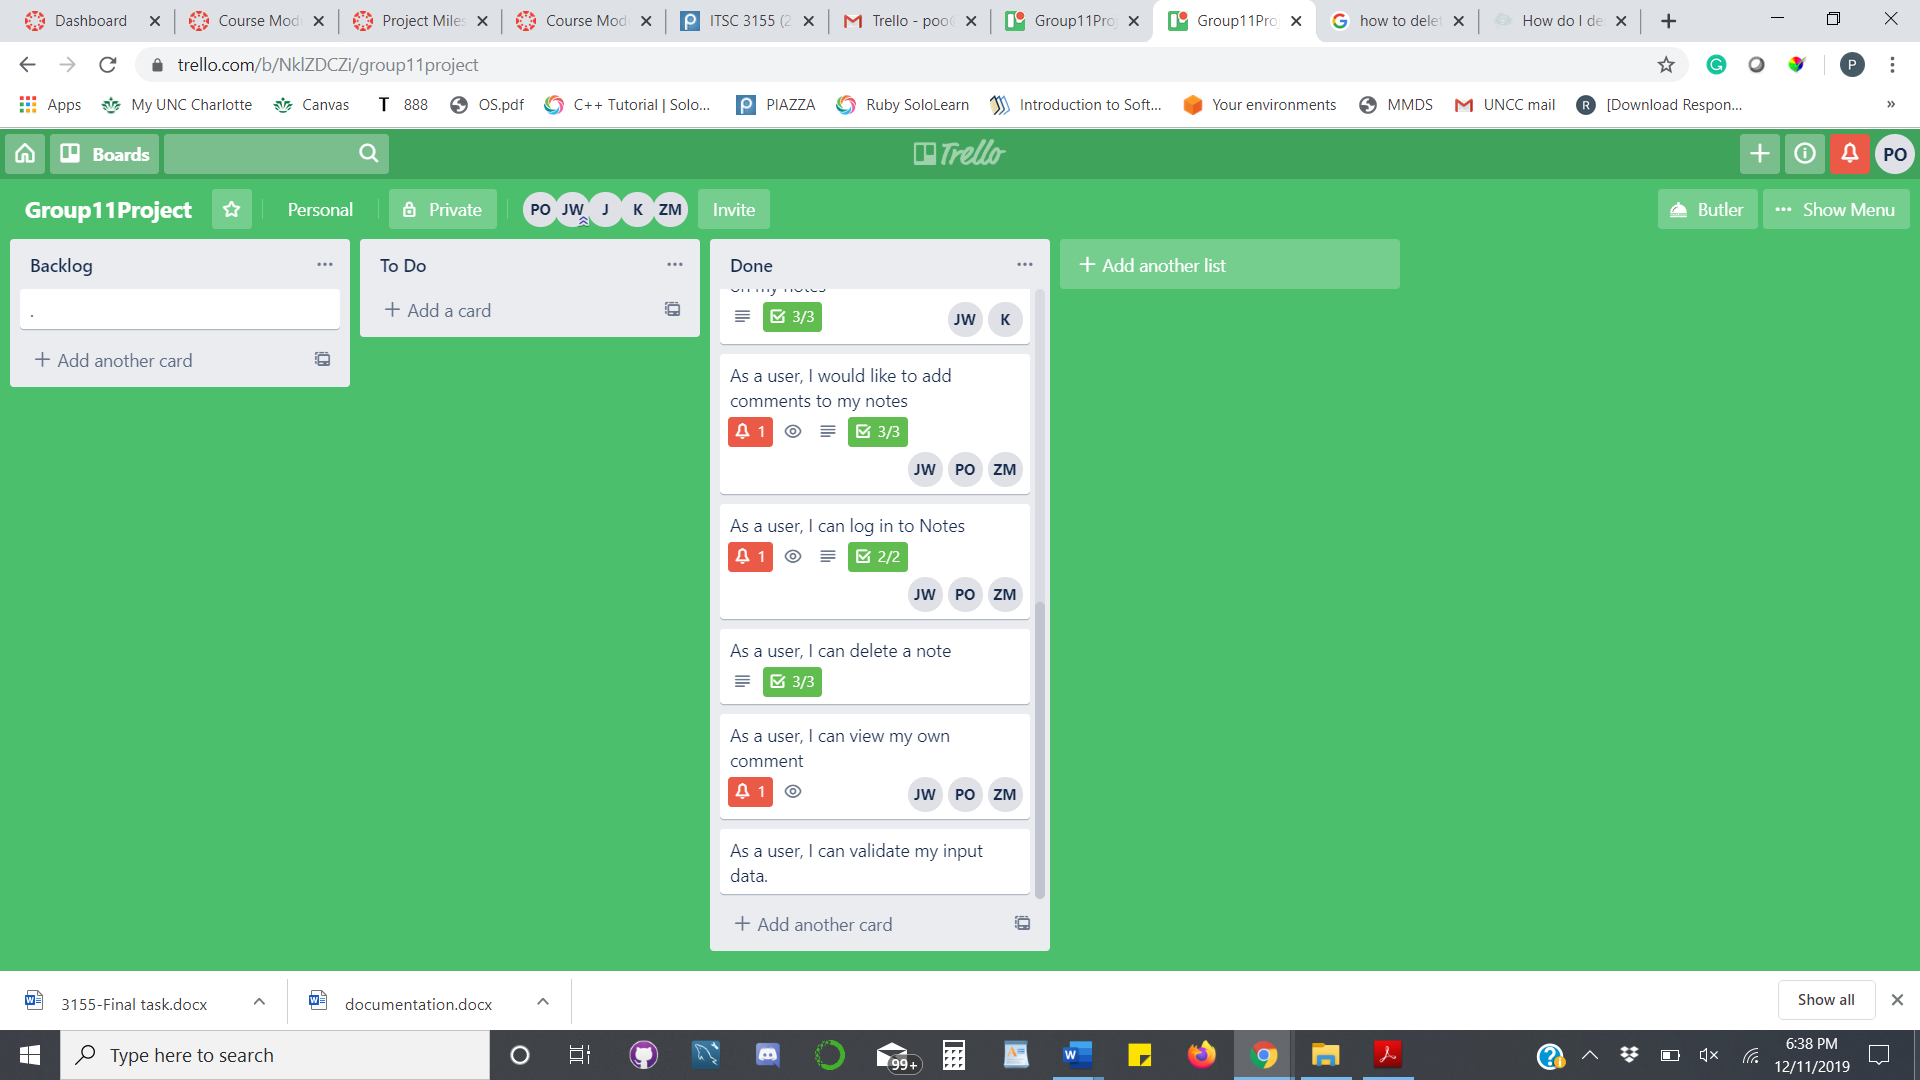 Dashboard
Course Mod
Project Miles
Course Mod
ITSC 3155 (2
Trello - poo
Group11Pro
Group11Pro
how to delet
How do I de
trello.com/b/NklZDCZi/group11project
P
Apps
My UNC Charlotte
Canvas
T 888
OS.pdf
C++ Tutorial | Solo...
PIAZZA
Ruby SoloLearn
Introduction to Soft...
Your environments
MMDS
UNCC mail
R [Download Respon...
»
Boards
Trello
PO
Group11Project
Personal
Private
PO JW J K ZM
Invite
Butler
Show Menu
Backlog
.
+ Add another card
To Do
+ Add a card
Done
on my notes
3/3
JW K
As a user, I would like to add
comments to my notes
1 3/3
JW PO ZM
As a user, I can log in to Notes
1 2/2
JW PO ZM
As a user, I can delete a note
3/3
As a user, I can view my own
comment
1
JW PO ZM
As a user, I can validate my input
data.
+ Add another card
+ Add another list
3155-Final task.docx
documentation.docx
Show all
Type here to search
99+
6:38 PM
12/11/2019